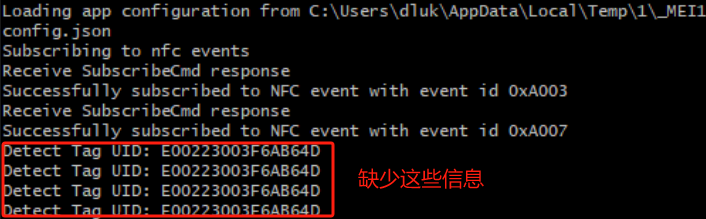 Loading app configuration from C:\Users\dluk\AppData\Local\Temp\1\_MEI1
config.json
Subscribing to nfc events
Receive SubscribeCmd response
Successfully subscribed to NFC event with event id 0xA003
Receive SubscribeCmd response
Successfully subscribed to NFC event with event id 0xA007
Detect Tag UID: E00223003F6AB64D
Detect Tag UID: E00223003F6AB64D
Detect Tag UID: E00223003F6AB64D
缺少这些信息
Detect Tag UID: E00223003F6AB64D